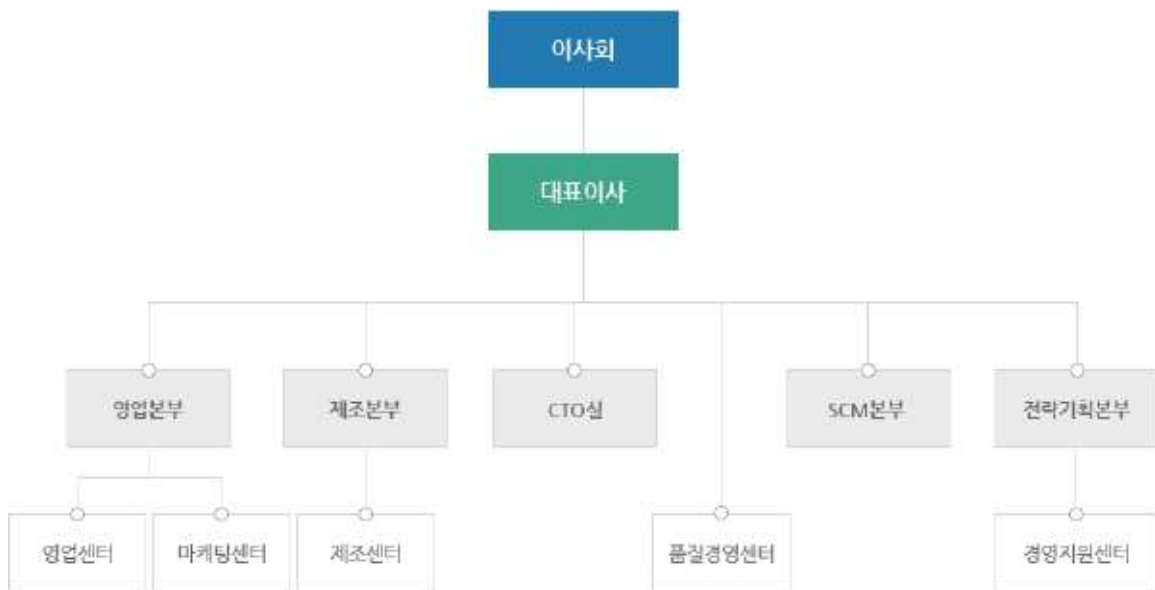 이사회
대표이사
영업본부
제조본부
CTO실
SCM본부
전략기획본부
영업센터
마케팅센터
제조센터
품질경영센터
경영지원센터